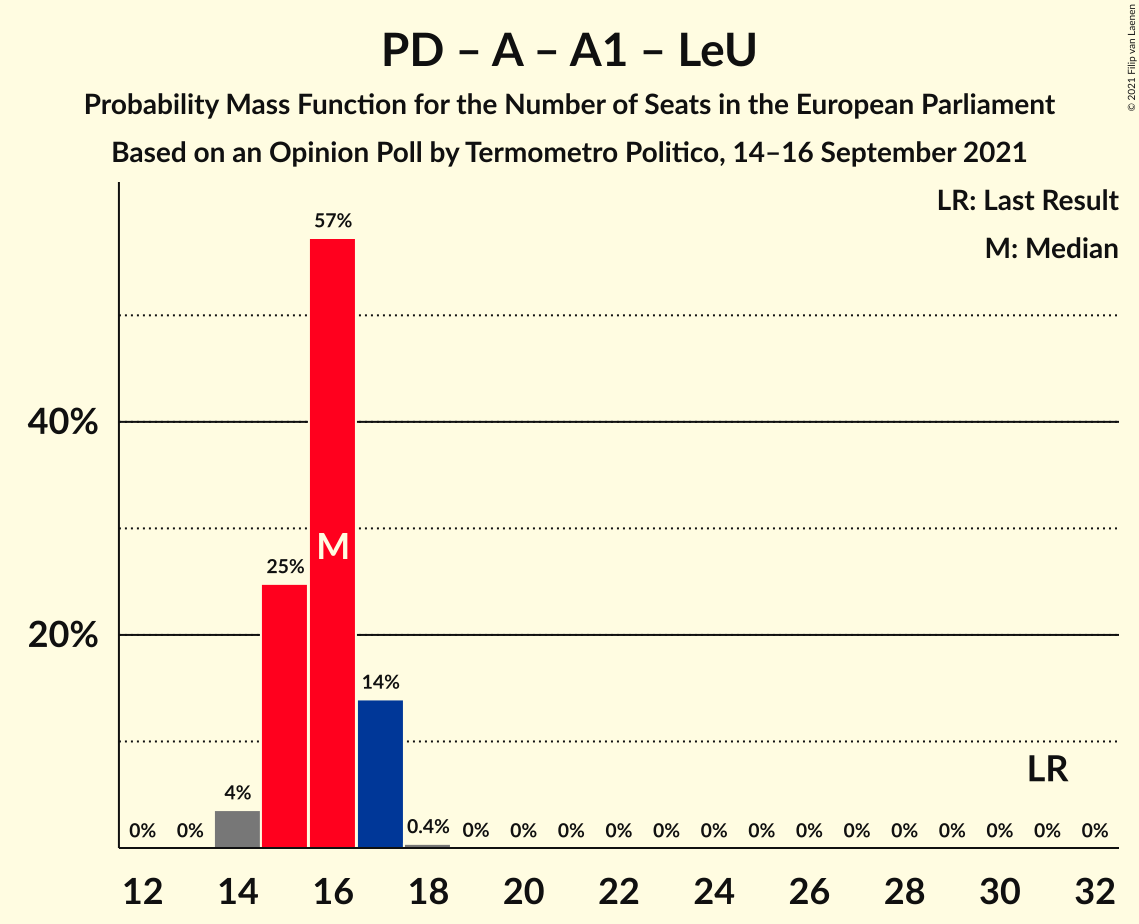 PD – A – A1 – LeU
Probability Mass Function for the Number of Seats in the European Parliament
Based on an Opinion Poll by Termometro Politico, 14–16 September 2021
© 2021 Filip van Laenen
LR: Last Result
M: Median
57%
40%
M
25%
20%
14%
LR
4%
0% 0% 0.4% 0% 0% 0% 0% 0% 0% 0% 0% 0% 0% 0% 0% 0% 0%
12 14 16 18 20 22 24 26 28 30 32